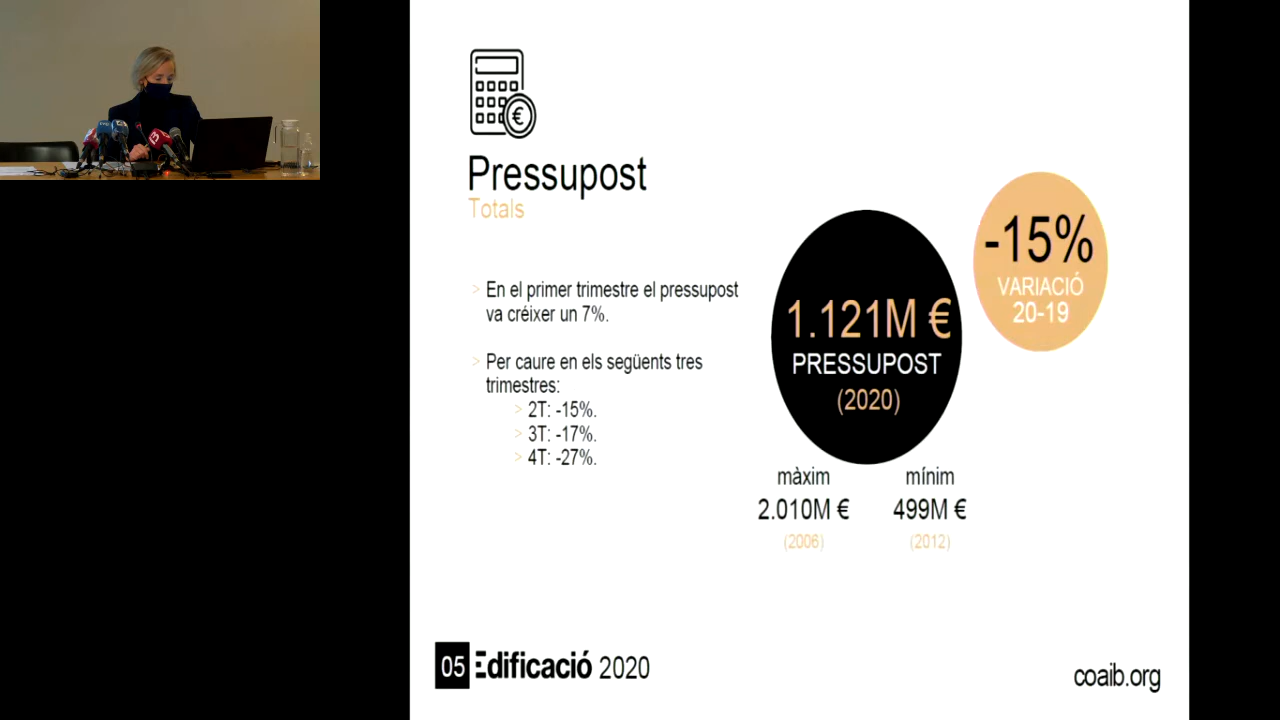 Pressupost
Totals
> En el primer trimestre el pressupost
va créixer un 7%.
> Per caure en els següents tres
trimestres:
> 2T: -15%.
> 3T: -17%.
> 4T: -27%.
1.121M €
PRESSUPOST
(2020)
-15%
VARIACIÓ
20-19
màxim
2.010M €
(2006)
mínim
499M €
(2012)
05 Edificació 2020
coaib.org